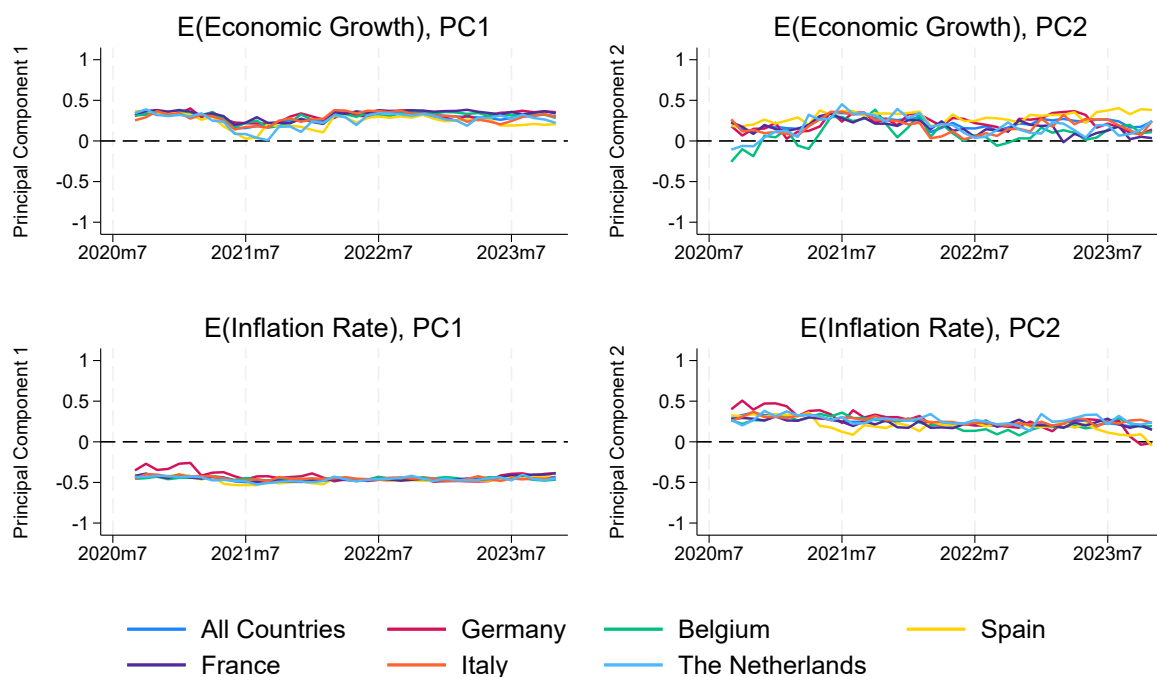 E(Economic Growth), PC1
Principal Component 1
1
0.5
0
-0.5
-1
2020m7 2021m7 2022m7 2023m7
E(Economic Growth), PC2
Principal Component 2
1
0.5
0
-0.5
-1
2020m7 2021m7 2022m7 2023m7
E(Inflation Rate), PC1
Principal Component 1
1
0.5
0
-0.5
-1
2020m7 2021m7 2022m7 2023m7
E(Inflation Rate), PC2
Principal Component 2
1
0.5
0
-0.5
-1
2020m7 2021m7 2022m7 2023m7
All Countries Germany Belgium Spain
France Italy The Netherlands